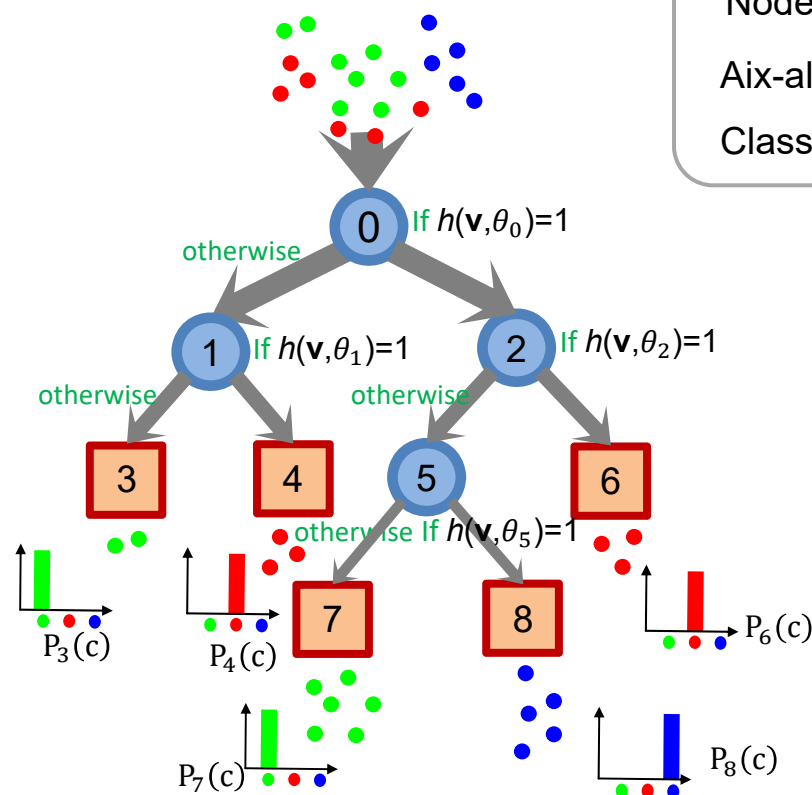 Node
Aix-al
Class
0
If h(𝐯,θ₀)=1
otherwise
1
If h(𝐯,θ₁)=1
2
If h(𝐯,θ₂)=1
otherwise
otherwise
3
4
5
6
otherwise If h(𝐯,θ₅)=1
7
8
P₃(c)
P₄(c)
P₆(c)
P₇(c)
P₈(c)